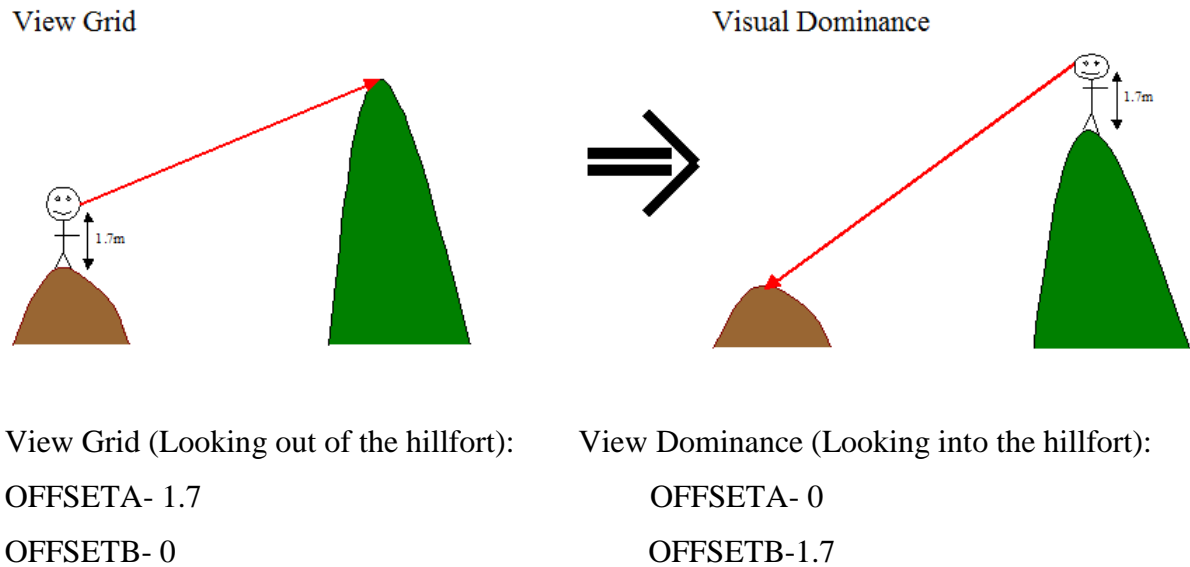 View Grid
Visual Dominance
1.7m
1.7m
View Grid (Looking out of the hillfort):
View Dominance (Looking into the hillfort):
OFFSETA- 1.7
OFFSETA- 0
OFFSETB- 0
OFFSETB-1.7